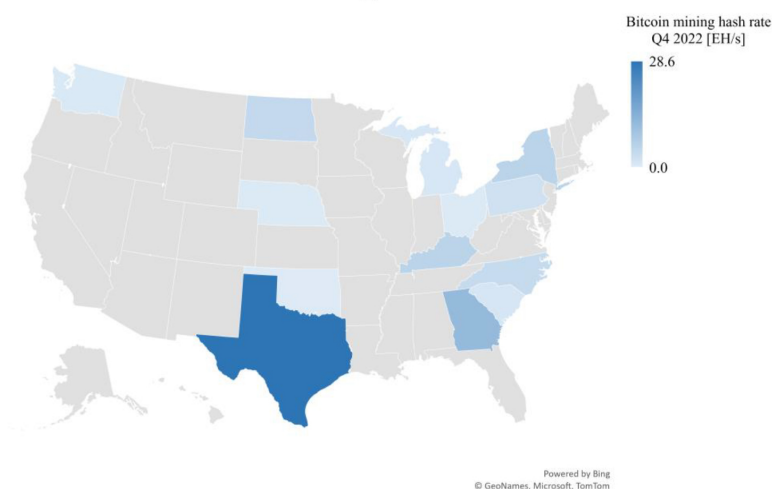 Bitcoin mining hash rate
Q4 2022 [EH/s]
28.6
0.0
Powered by Bing
© GeoNames, Microsoft, TomTom